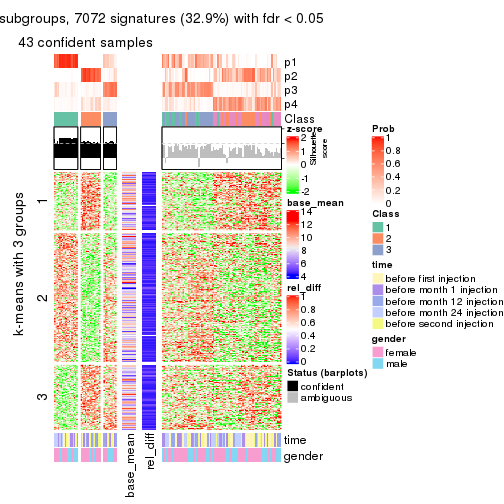 subgroups, 7072 signatures (32.9%) with fdr < 0.05
43 confident samples
p1
p2
p3
p4
Class
z-score
2
1
0
-1
-2
Silhouette
score
base_mean
14
12
10
8
6
4
rel_diff
1
0.8
0.6
0.4
0.2
0
Status (barplots)
confident
ambiguous
Prob
1
0.8
0.6
0.4
0.2
0
Class
1
2
3
time
before first injection
before month 1 injection
before month 12 injection
before month 24 injection
before second injection
gender
female
male
k-means with 3 groups
1
2
3
time
gender
base_mean
rel_diff